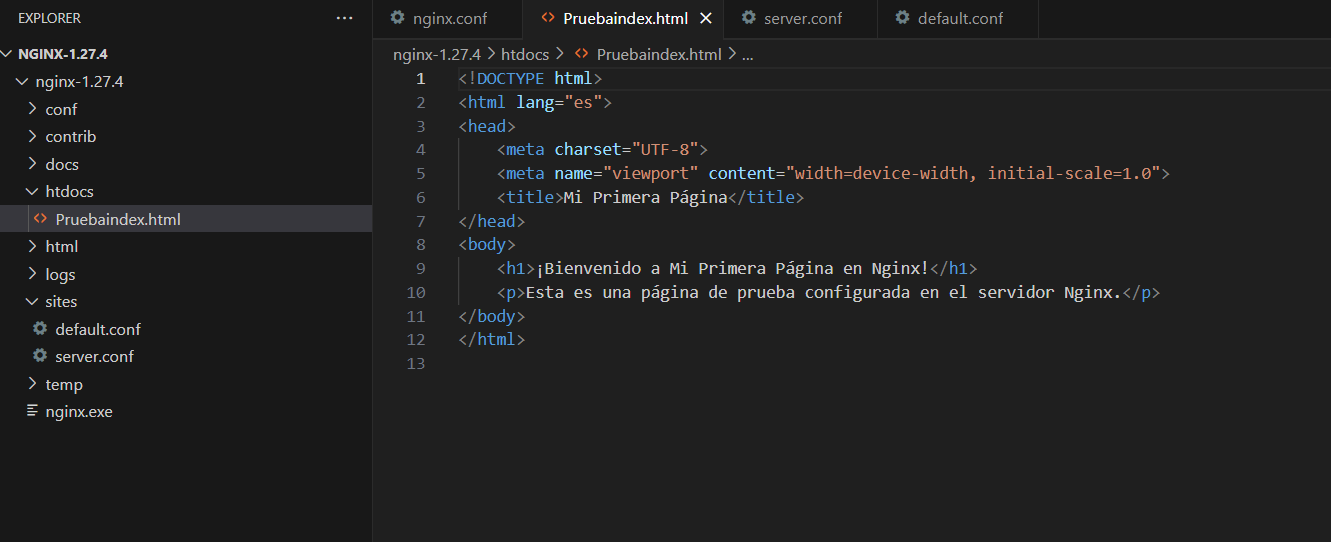 EXPLORER ...
NGINX-1.27.4
nginx-1.27.4
conf
contrib
docs
htdocs
Pruebaindex.html
html
logs
sites
default.conf
server.conf
temp
nginx.exe
nginx.conf Pruebaindex.html server.conf default.conf
nginx-1.27.4 > htdocs > Pruebaindex.html > ...
1 <!DOCTYPE html>
2 <html lang="es">
3 <head>
4     <meta charset="UTF-8">
5     <meta name="viewport" content="width=device-width, initial-scale=1.0">
6     <title>Mi Primera Página</title>
7 </head>
8 <body>
9     <h1>¡Bienvenido a Mi Primera Página en Nginx!</h1>
10     <p>Esta es una página de prueba configurada en el servidor Nginx.</p>
11 </body>
12 </html>
13